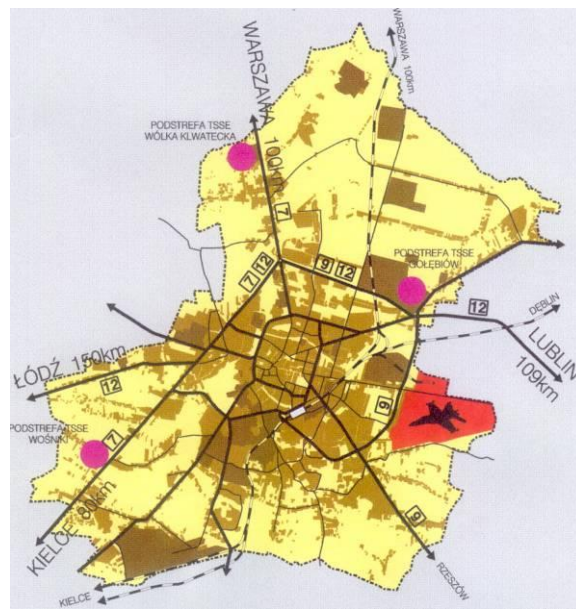 WARSZAWA 100km
WARSZAWA 100km
PODSTREFA TSSE
WÓLKA KLWATECKA
7
9 12
7 12
PODSTREFA TSSE
GOŁĘBIÓW
12
DĘBLIN
LUBLIN
109km
ŁÓDŹ 150km
12
9
PODSTREFA TSSE
WOŚNIKI
7
KIELCE 80km
9
RZESZÓW
KIELCE